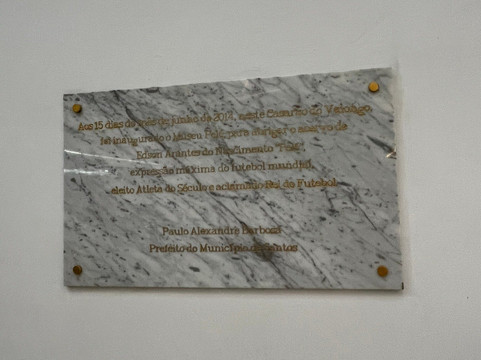 Aos 15 dias do mês de junho de 2014, neste Casarão do Valongo,
foi inaugurado o Museu Pelé, para abrigar o acervo de
Edson Arantes do Nascimento "Pelé",
expressão máxima do futebol mundial,
eleito Atleta do Século e aclamado Rei do Futebol.
Paulo Alexandre Barbosa
Prefeito do Município de Santos